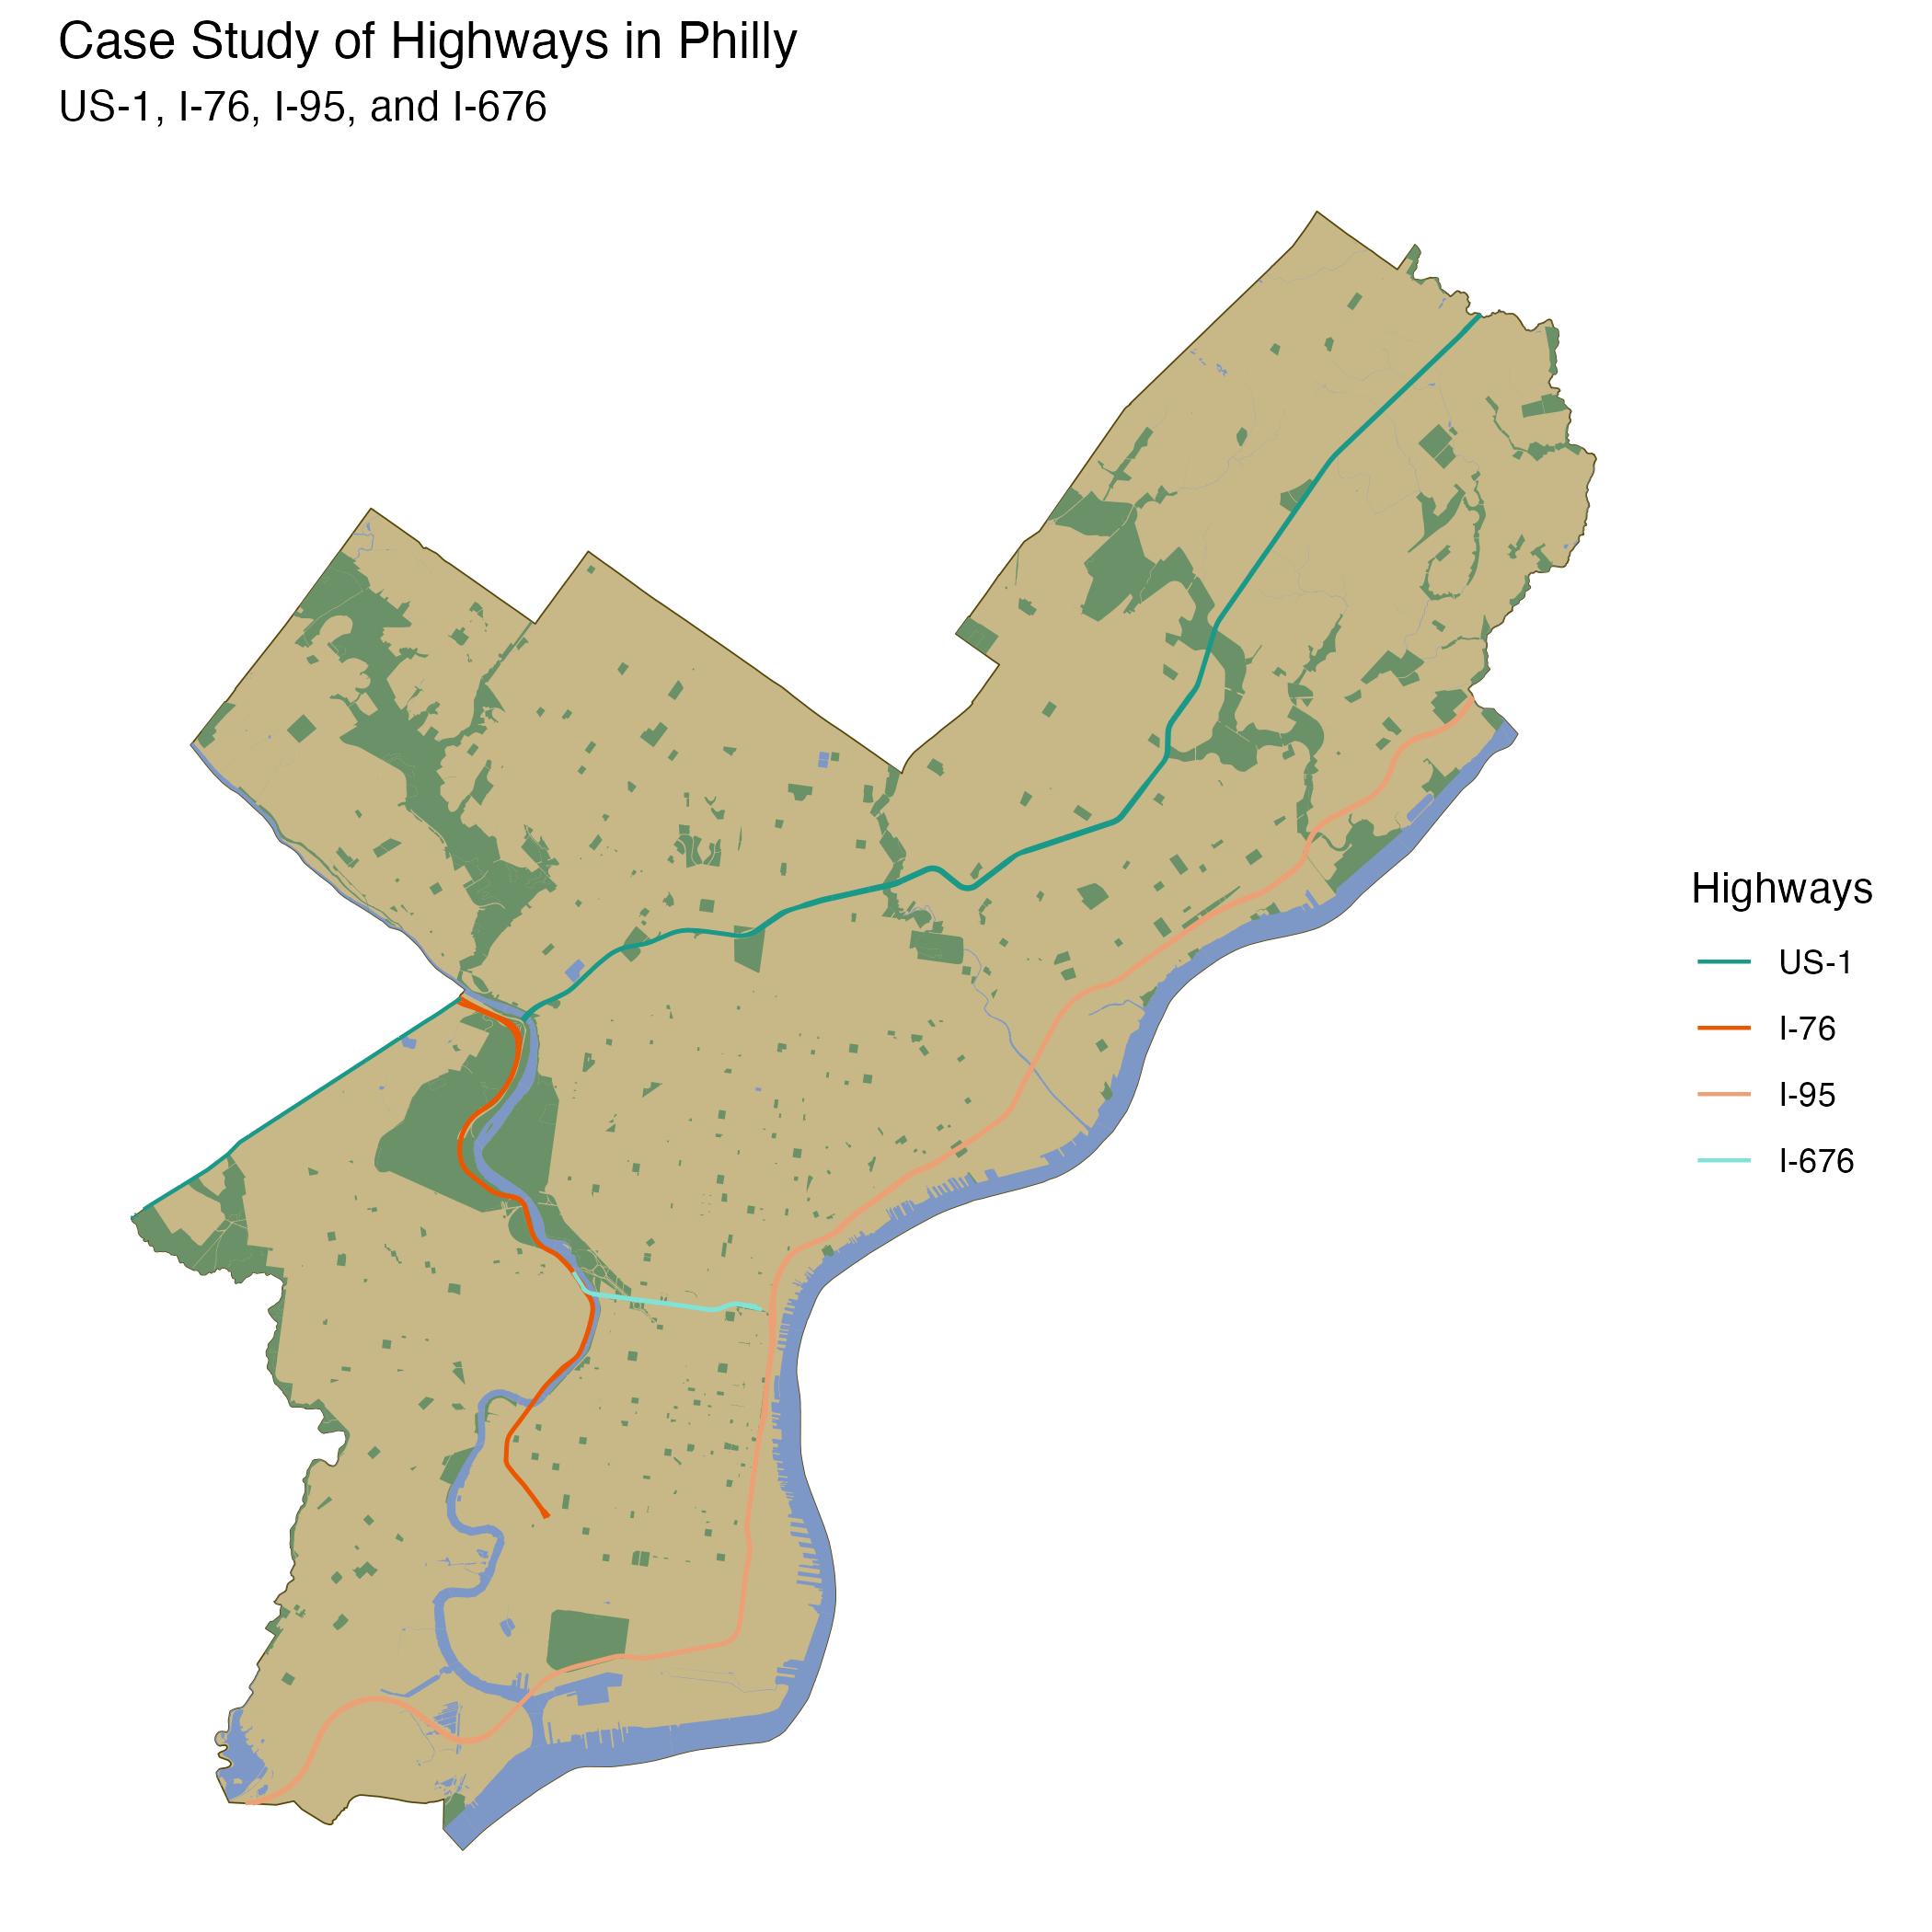 Case Study of Highways in Philly
US-1, I-76, I-95, and I-676
Highways
US-1
I-76
I-95
I-676